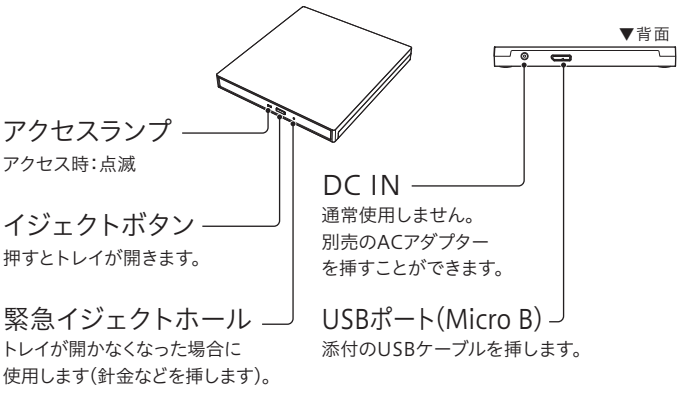 ▼背面
アクセスランプ
アクセス時：点滅
イジェクトボタン
押すとトレイが開きます。
緊急イジェクトホール
トレイが開かなくなった場合に
使用します(針金などを挿します)。
DC IN
通常使用しません。
別売のACアダプター
を挿すことができます。
USBポート(Micro B)
添付のUSBケーブルを挿します。